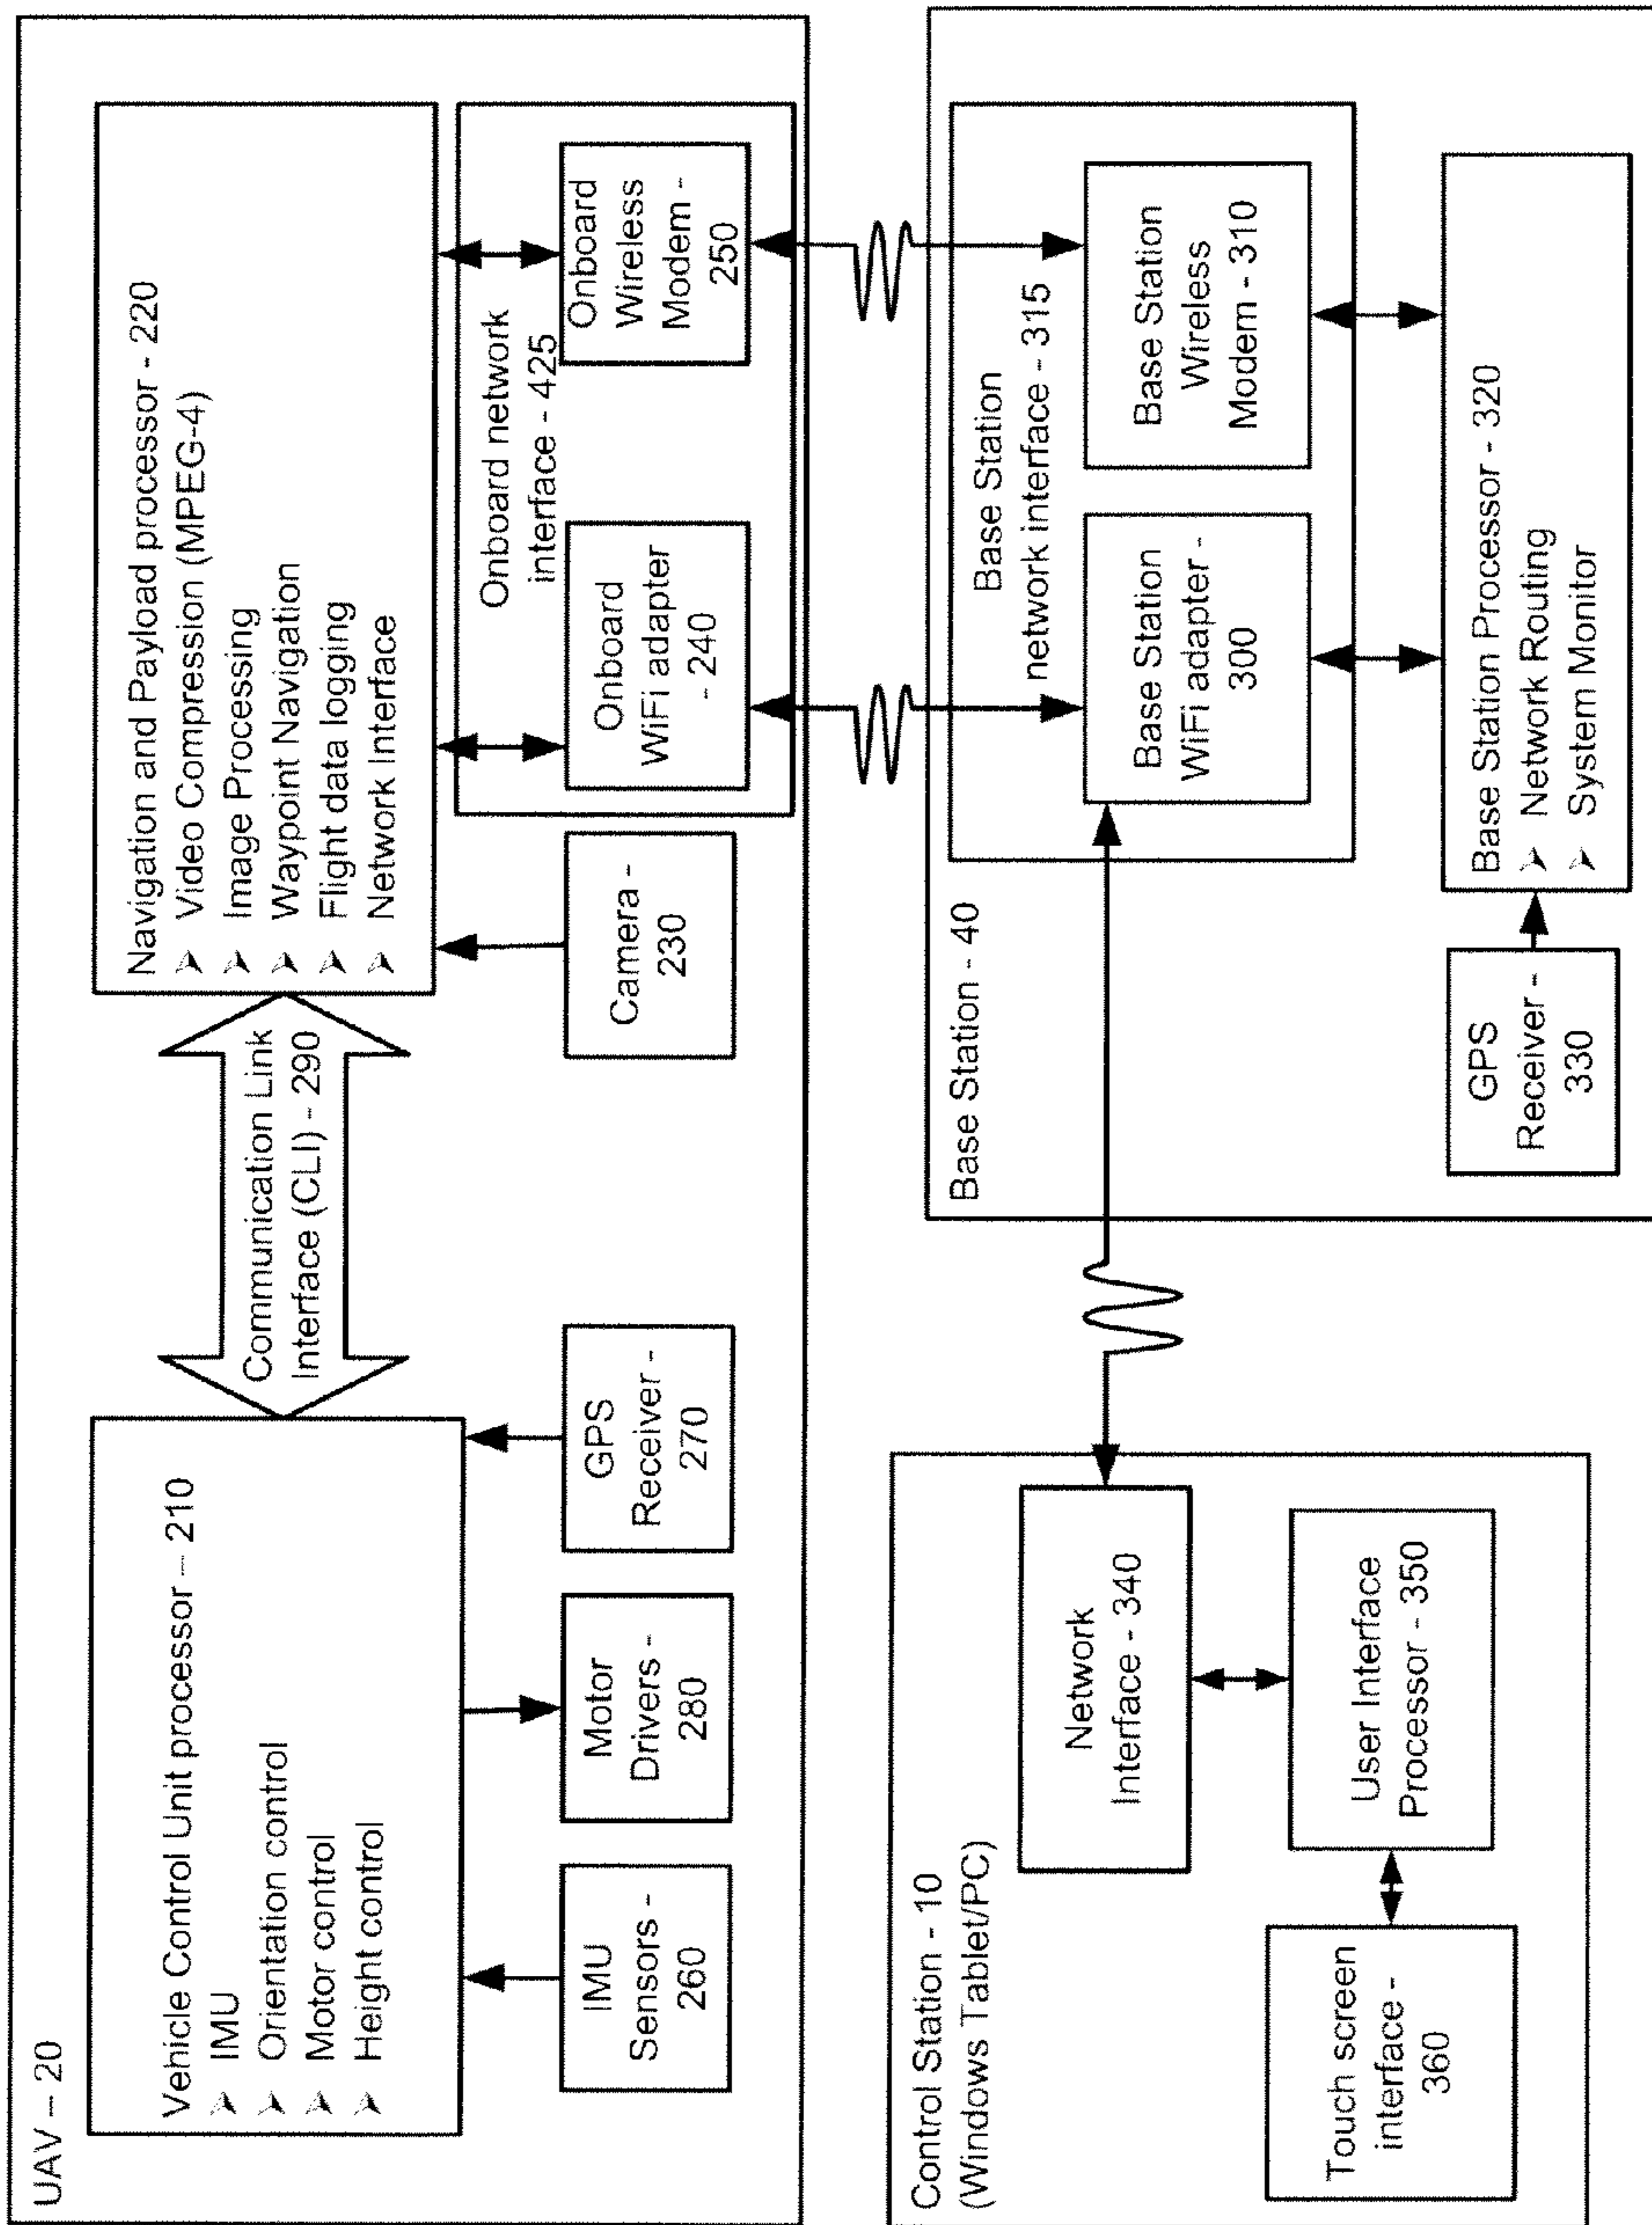 UAV – 20
Vehicle Control Unit processor – 210
➢ IMU
➢ Orientation control
➢ Motor control
➢ Height control
Communication Link
Interface (CLI) - 290
Navigation and Payload processor - 220
➢ Video Compression (MPEG-4)
➢ Image Processing
➢ Waypoint Navigation
➢ Flight data logging
➢ Network Interface
IMU
Sensors -
260
Motor
Drivers -
280
GPS
Receiver -
270
Camera -
230
Onboard network
interface - 425
Onboard
WiFi adapter
- 240
Onboard
Wireless
Modem -
250
Control Station - 10
(Windows Tablet/PC)
Network
Interface - 340
User Interface
Processor - 350
Touch screen
interface -
360
Base Station - 40
Base Station
network interface - 315
Base Station
WiFi adapter -
300
Base Station
Wireless
Modem - 310
GPS
Receiver -
330
Base Station Processor - 320
➢ Network Routing
➢ System Monitor